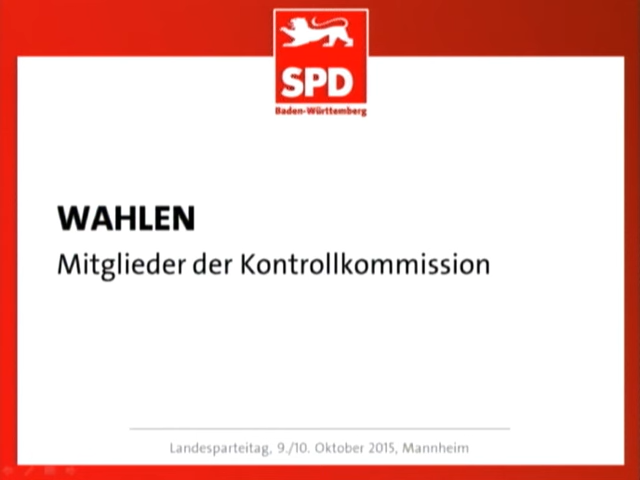 SPD
Baden-Württemberg
WAHLEN
Mitglieder der Kontrollkommission
Landesparteitag, 9./10. Oktober 2015, Mannheim